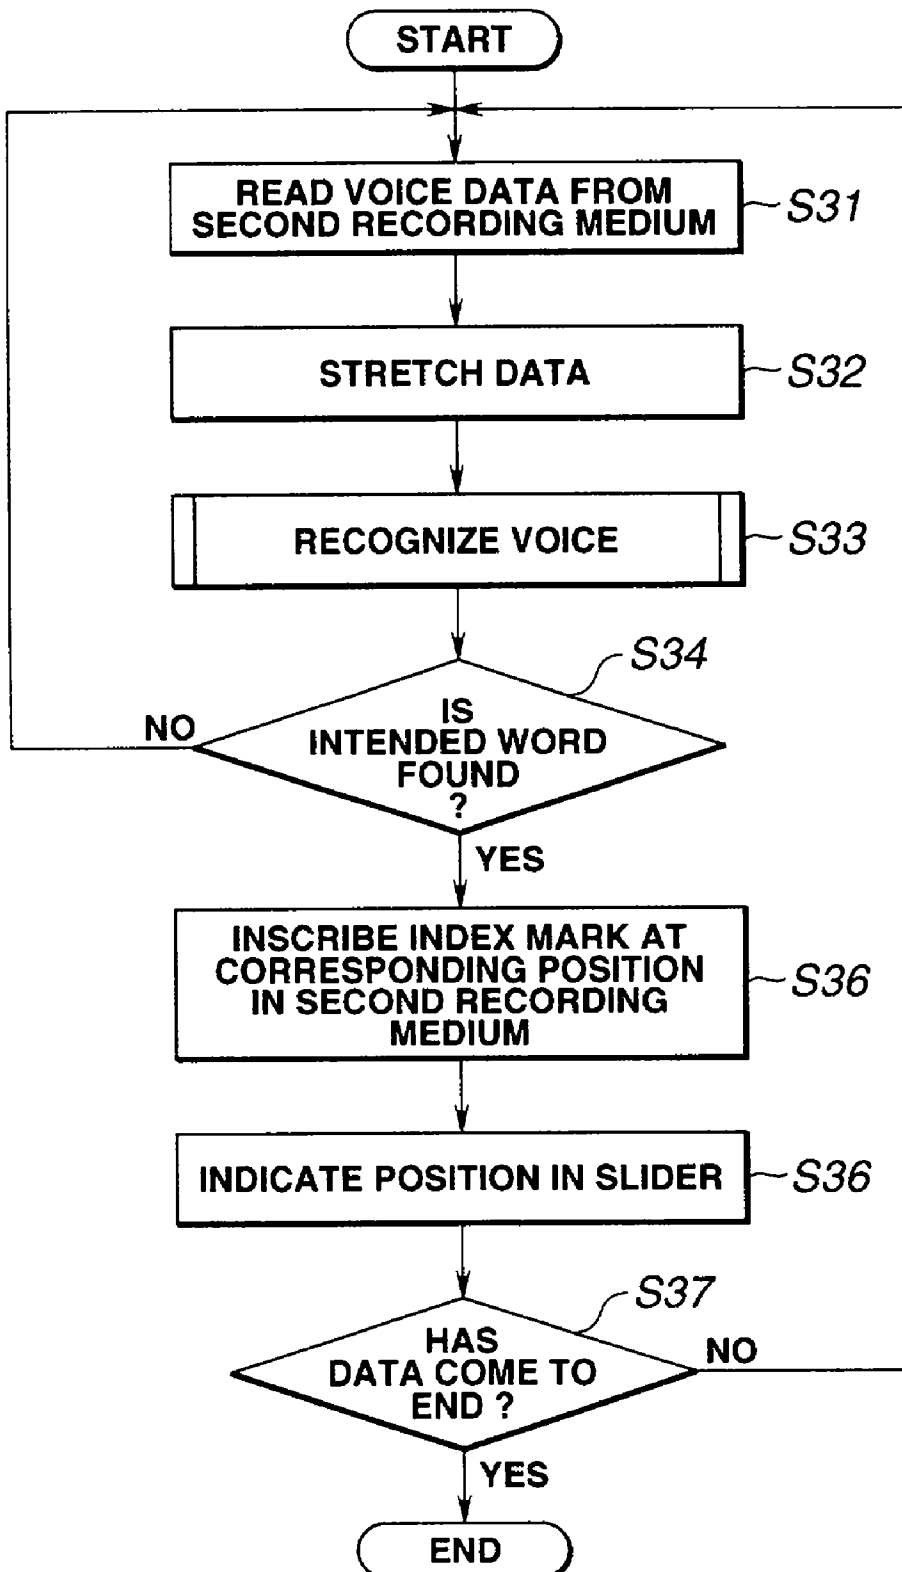 START
READ VOICE DATA FROM
SECOND RECORDING MEDIUM
S31
STRETCH DATA
S32
RECOGNIZE VOICE
S33
S34
IS
INTENDED WORD
FOUND
?
NO
YES
INSCRIBE INDEX MARK AT
CORRESPONDING POSITION
IN SECOND RECORDING
MEDIUM
S36
INDICATE POSITION IN SLIDER
S36
S37
HAS
DATA COME TO
END ?
NO
YES
END